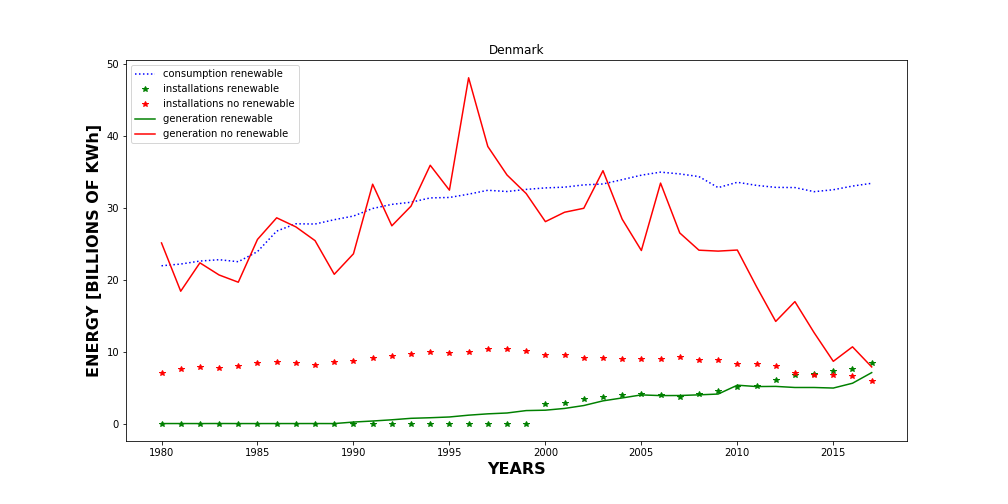 Denmark
50
40
30
20
10
0
consumption renewable
installations renewable
installations no renewable
generation renewable
generation no renewable
ENERGY [BILLIONS OF KWh]
1980 1985 1990 1995 2000 2005 2010 2015
YEARS